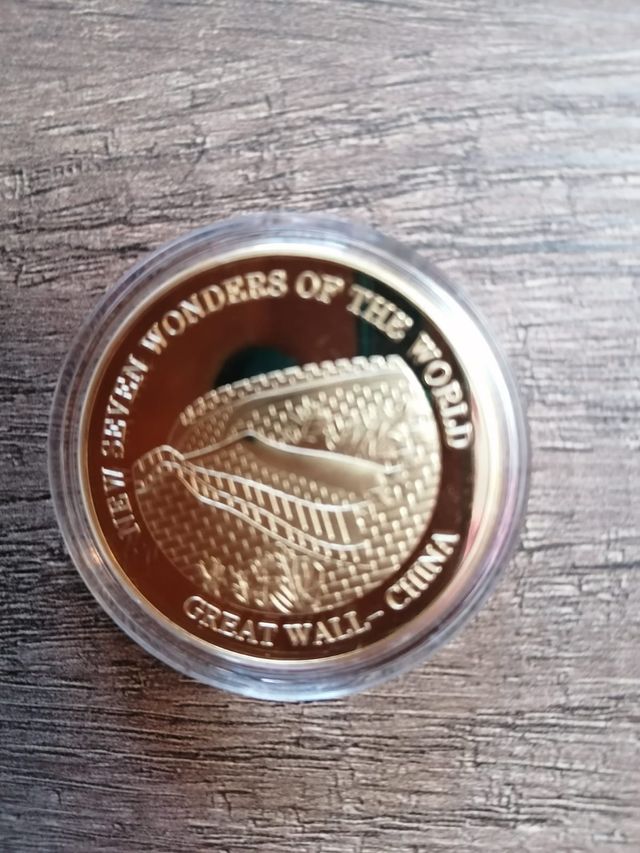 NEW SEVEN WONDERS OF THE WORLD
GREAT WALL- CHINA